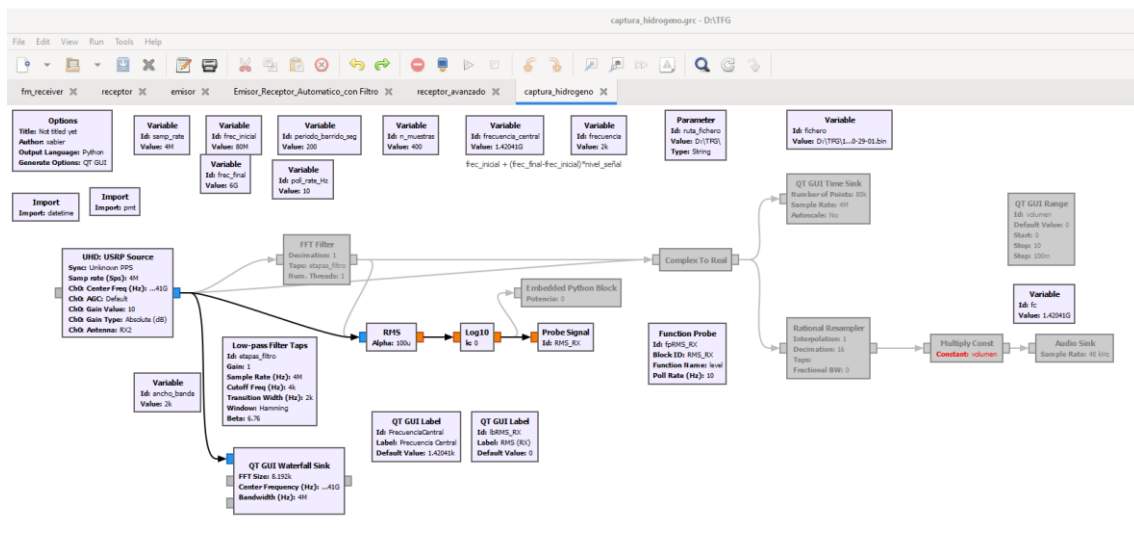 captura_hidrogeno.grc - D:\TFG
File Edit View Run Tools Help
fm_receiver receptor emisor Emisor_Receptor_Automatico_con Filtro receptor_avanzado captura_hidrogeno
Options
Title: Not titled yet
Author: xabier
Output Language: Python
Generate Options: QT GUI
Variable
Id: samp_rate
Value: 4M
Variable
Id: frec_inicial
Value: 80M
Variable
Id: periodo_barrido_seg
Value: 200
Variable
Id: n_muestras
Value: 400
Variable
Id: frecuencia_central
Value: 1.42041G
Variable
Id: frecuencia
Value: 2k
Parameter
Id: ruta_fichero
Value: D:\TFG\
Type: String
Variable
Id: fichero
Value: D:\TFG\1...0-29-01.bin
Variable
Id: frec_final
Value: 6G
Variable
Id: poll_rate_Hz
Value: 10
frec_inicial + (frec_final-frec_inicial)*nivel_señal
Import
Import: datetime
Import
Import: pmt
QT GUI Time Sink
Number of Points: 80k
Sample Rate: 4M
Autoscale: No
QT GUI Range
Id: volumen
Default Value: 0
Start: 0
Stop: 10
Stop: 100m
UHD: USRP Source
Sync: Unknown PPS
Samp rate (Sps): 4M
Ch0: Center Freq (Hz): ...41G
Ch0: AGC: Default
Ch0: Gain Value: 10
Ch0: Gain Type: Absolute (dB)
Ch0: Antenna: RX2
FFT Filter
Decimation: 1
Taps: etapas_filtro
Num. Threads: 1
Complex To Real
Embedded Python Block
Potencia: 0
Variable
Id: fc
Value: 1.42041G
RMS
Alpha: 100u
Log10
k: 0
Probe Signal
Id: RMS_RX
Function Probe
Id: fpRMS_RX
Block ID: RMS_RX
Function Name: level
Poll Rate (Hz): 10
Rational Resampler
Interpolation: 1
Decimation: 16
Taps:
Fractional BW: 0
Multiply Const
Constant: volumen
Audio Sink
Sample Rate: 48 kHz
Low-pass Filter Taps
Id: etapas_filtro
Gain: 1
Sample Rate (Hz): 4M
Cutoff Freq (Hz): 4k
Transition Width (Hz): 2k
Window: Hamming
Beta: 6.76
Variable
Id: ancho_banda
Value: 2k
QT GUI Label
Id: FrecuenciaCentral
Label: Frecuencia Central
Default Value: 1.42041k
QT GUI Label
Id: lbRMS_RX
Label: RMS (RX)
Default Value: 0
QT GUI Waterfall Sink
FFT Size: 8.192k
Center Frequency (Hz): ...41G
Bandwidth (Hz): 4M